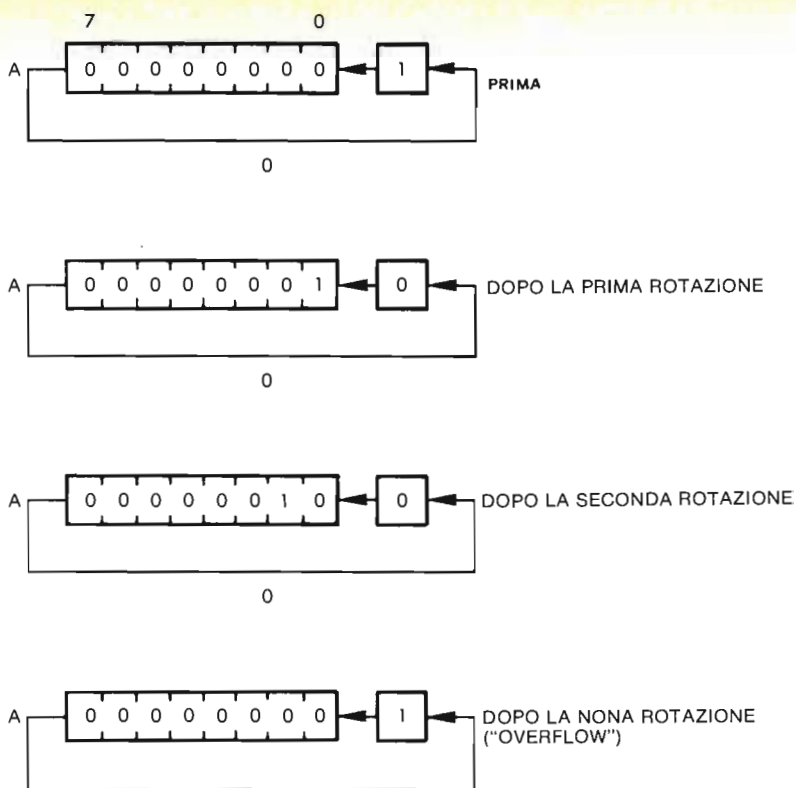 7 0
A 0 0 0 0 0 0 0 0 1 PRIMA
0
A 0 0 0 0 0 0 0 1 0 DOPO LA PRIMA ROTAZIONE
0
A 0 0 0 0 0 0 1 0 0 DOPO LA SECONDA ROTAZIONE
0
A 0 0 0 0 0 0 0 0 1 DOPO LA NONA ROTAZIONE
("OVERFLOW")